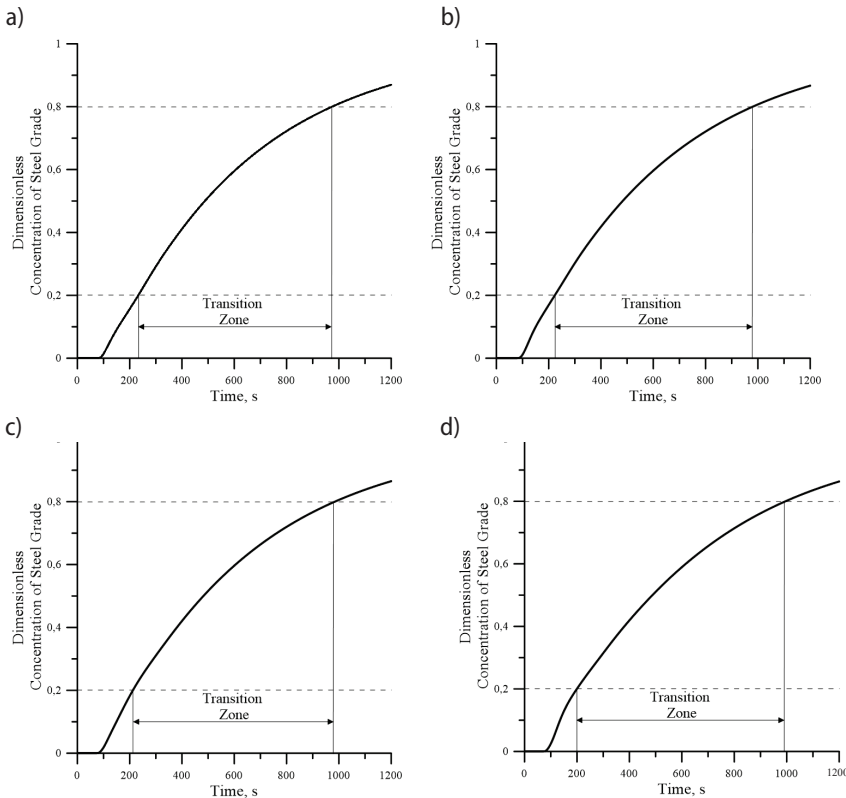 a)
1
0,8
0,6
0,4
0,2
0
Dimensionless
Concentration of Steel Grade
Transition
Zone
0 200 400 600 800 1000 1200
Time, s
b)
1
0,8
0,6
0,4
0,2
0
Dimensionless
Concentration of Steel Grade
Transition
Zone
0 200 400 600 800 1000 1200
Time, s
c)
0,8
0,6
0,4
0,2
0
Dimensionless
Concentration of Steel Grade
Transition
Zone
0 200 400 600 800 1000 1200
Time, s
d)
0,8
0,6
0,4
0,2
0
Dimensionless
Concentration of Steel Grade
Transition
Zone
0 200 400 600 800 1000 1200
Time, s